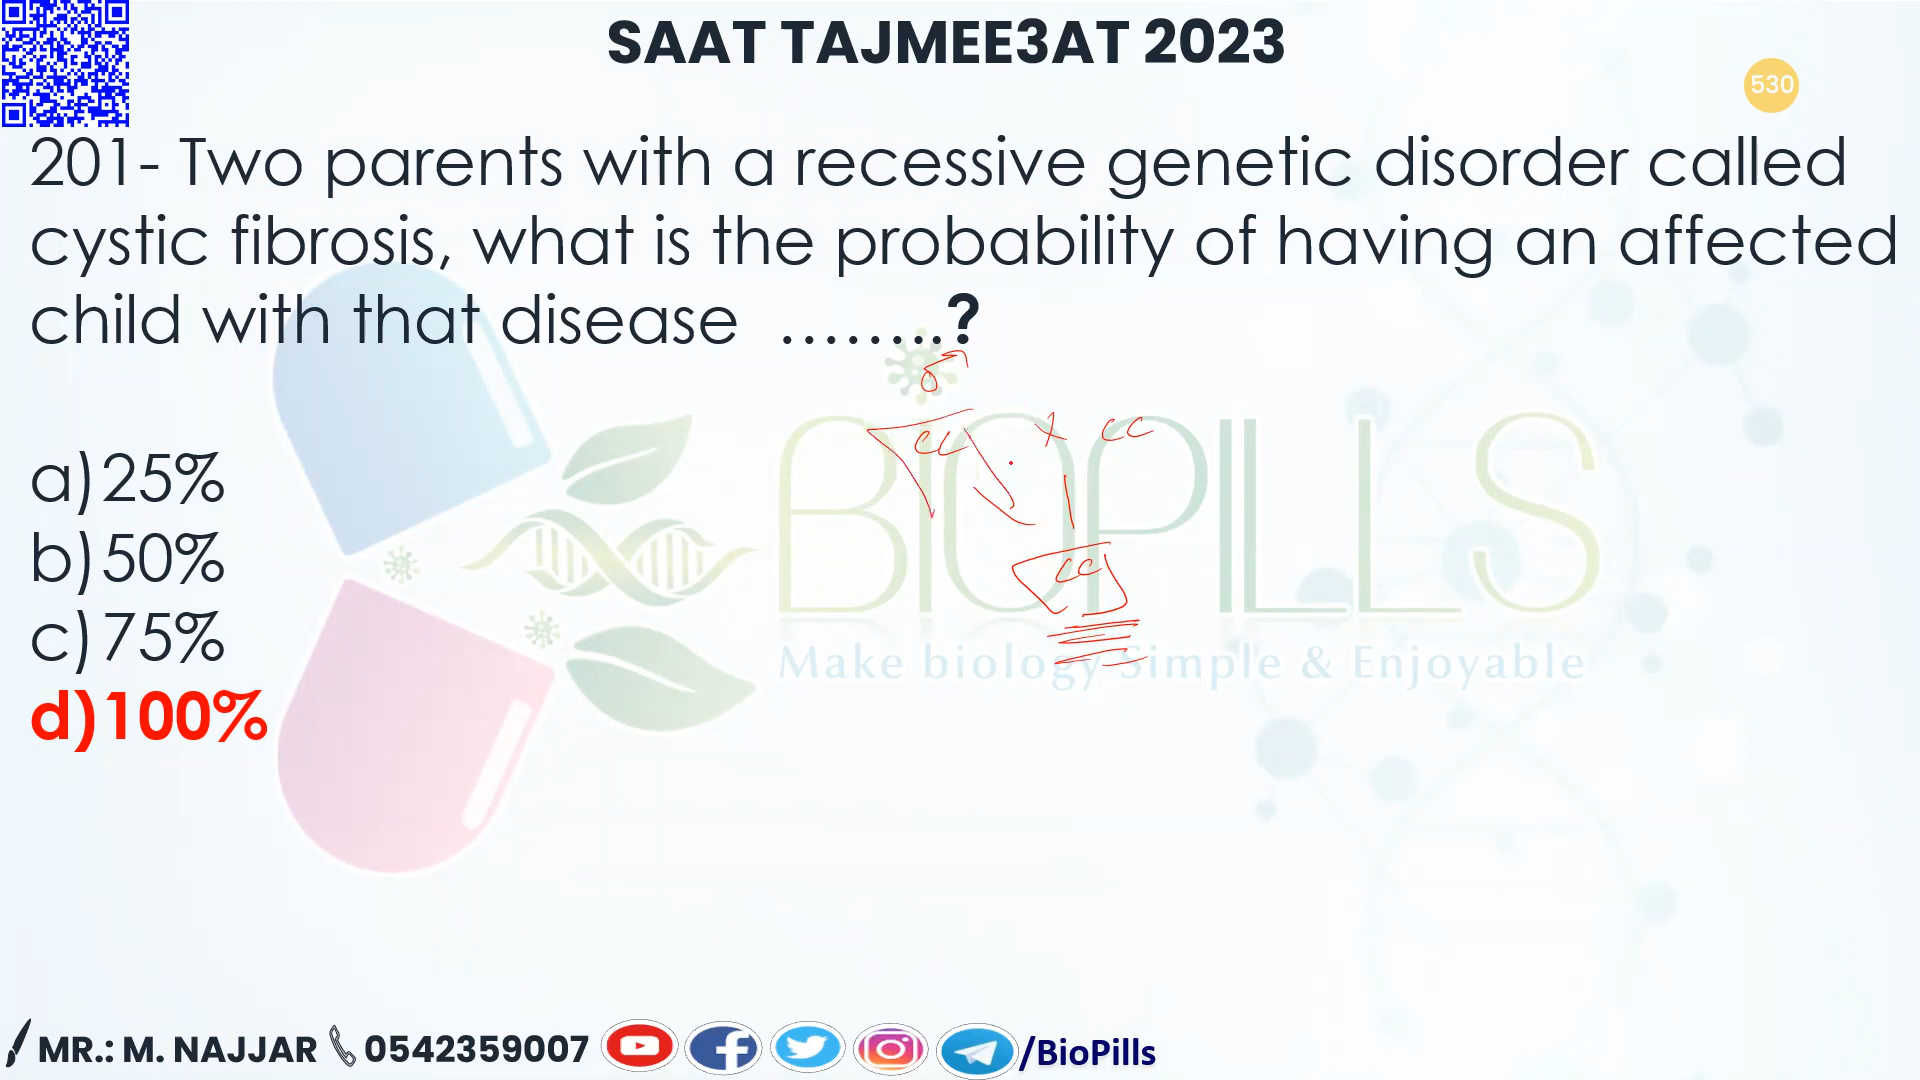 SAAT TAJMEE3AT 2023
530
201- Two parents with a recessive genetic disorder called
cystic fibrosis, what is the probability of having an affected
child with that disease ........?
♂
cc x cc
cc
a)25%
b)50%
c)75%
d)100%
BIOPILLS
Make biology Simple & Enjoyable
MR.: M. NAJJAR 0542359007 /BioPills